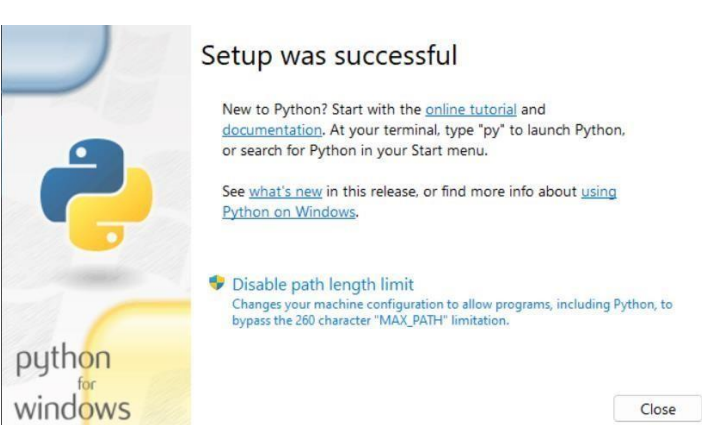 Setup was successful
New to Python? Start with the online tutorial and
documentation. At your terminal, type "py" to launch Python,
or search for Python in your Start menu.
See what's new in this release, or find more info about using
Python on Windows.
Disable path length limit
Changes your machine configuration to allow programs, including Python, to
bypass the 260 character "MAX_PATH" limitation.
python
for
windows
Close